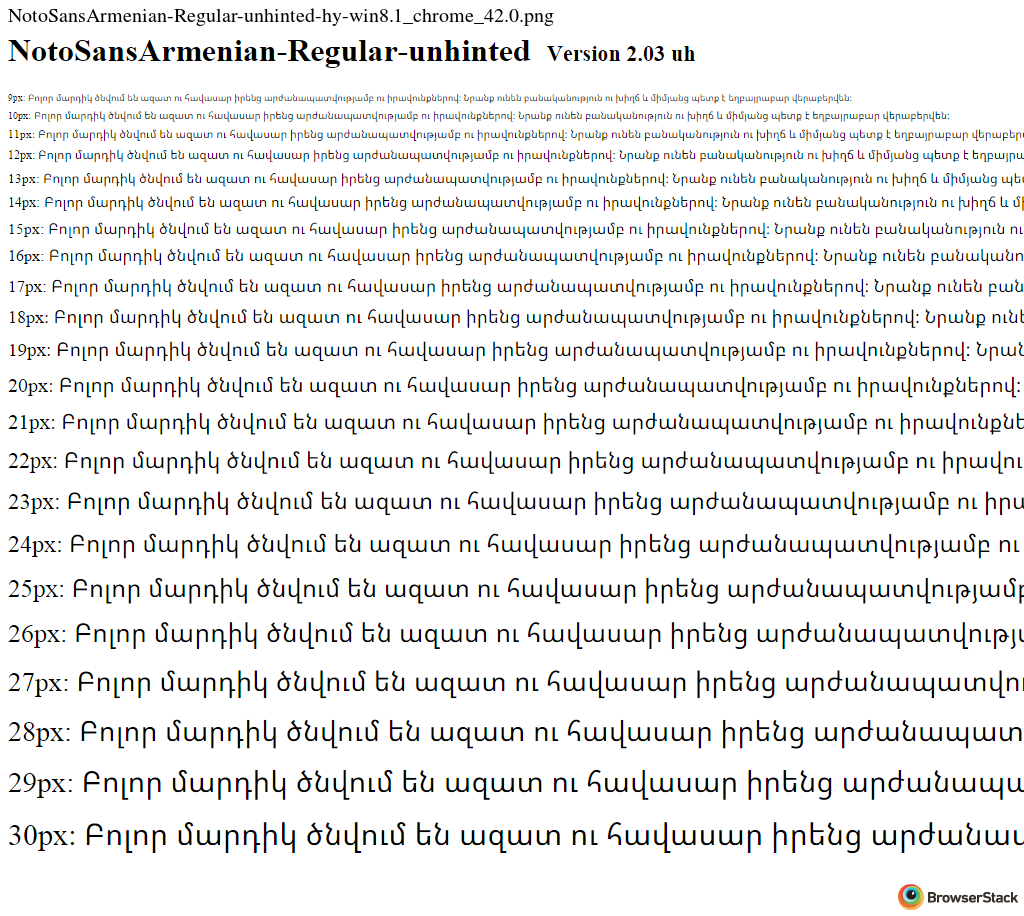 NotoSansArmenian-Regular-unhinted-hy-win8.1_chrome_42.0.png
NotoSansArmenian-Regular-unhinted Version 2.03 uh
9px: Բոլոր մարդիկ ծնվում են ազատ ու հավասար իրենց արժանապատվությամբ ու իրավունքներով: Նրանք ունեն բանականություն ու խիղճ և միմյանց պետք է եղբայրաբար վերաբերվեն:
10px: Բոլոր մարդիկ ծնվում են ազատ ու հավասար իրենց արժանապատվությամբ ու իրավունքներով: Նրանք ունեն բանականություն ու խիղճ և միմյանց պետք է եղբայրաբար վերաբերվեն:
11px: Բոլոր մարդիկ ծնվում են ազատ ու հավասար իրենց արժանապատվությամբ ու իրավունքներով: Նրանք ունեն բանականություն ու խիղճ և միմյանց պետք է եղբայրաբար վերաբեր
12px: Բոլոր մարդիկ ծնվում են ազատ ու հավասար իրենց արժանապատվությամբ ու իրավունքներով: Նրանք ունեն բանականություն ու խիղճ և միմյանց պետք է եղբայրա
13px: Բոլոր մարդիկ ծնվում են ազատ ու հավասար իրենց արժանապատվությամբ ու իրավունքներով: Նրանք ունեն բանականություն ու խիղճ և միմյանց պե
14px: Բոլոր մարդիկ ծնվում են ազատ ու հավասար իրենց արժանապատվությամբ ու իրավունքներով: Նրանք ունեն բանականություն ու խիղճ և մի
15px: Բոլոր մարդիկ ծնվում են ազատ ու հավասար իրենց արժանապատվությամբ ու իրավունքներով: Նրանք ունեն բանականություն ու
16px: Բոլոր մարդիկ ծնվում են ազատ ու հավասար իրենց արժանապատվությամբ ու իրավունքներով: Նրանք ունեն բանականո
17px: Բոլոր մարդիկ ծնվում են ազատ ու հավասար իրենց արժանապատվությամբ ու իրավունքներով: Նրանք ունեն բան
18px: Բոլոր մարդիկ ծնվում են ազատ ու հավասար իրենց արժանապատվությամբ ու իրավունքներով: Նրանք ունե
19px: Բոլոր մարդիկ ծնվում են ազատ ու հավասար իրենց արժանապատվությամբ ու իրավունքներով: Նրան
20px: Բոլոր մարդիկ ծնվում են ազատ ու հավասար իրենց արժանապատվությամբ ու իրավունքներով:
21px: Բոլոր մարդիկ ծնվում են ազատ ու հավասար իրենց արժանապատվությամբ ու իրավունքնե
22px: Բոլոր մարդիկ ծնվում են ազատ ու հավասար իրենց արժանապատվությամբ ու իրավու
23px: Բոլոր մարդիկ ծնվում են ազատ ու հավասար իրենց արժանապատվությամբ ու իրա
24px: Բոլոր մարդիկ ծնվում են ազատ ու հավասար իրենց արժանապատվությամբ ու
25px: Բոլոր մարդիկ ծնվում են ազատ ու հավասար իրենց արժանապատվությամբ
26px: Բոլոր մարդիկ ծնվում են ազատ ու հավասար իրենց արժանապատվությա
27px: Բոլոր մարդիկ ծնվում են ազատ ու հավասար իրենց արժանապատվու
28px: Բոլոր մարդիկ ծնվում են ազատ ու հավասար իրենց արժանապատ
29px: Բոլոր մարդիկ ծնվում են ազատ ու հավասար իրենց արժանապա
30px: Բոլոր մարդիկ ծնվում են ազատ ու հավասար իրենց արժանապ
BrowserStack